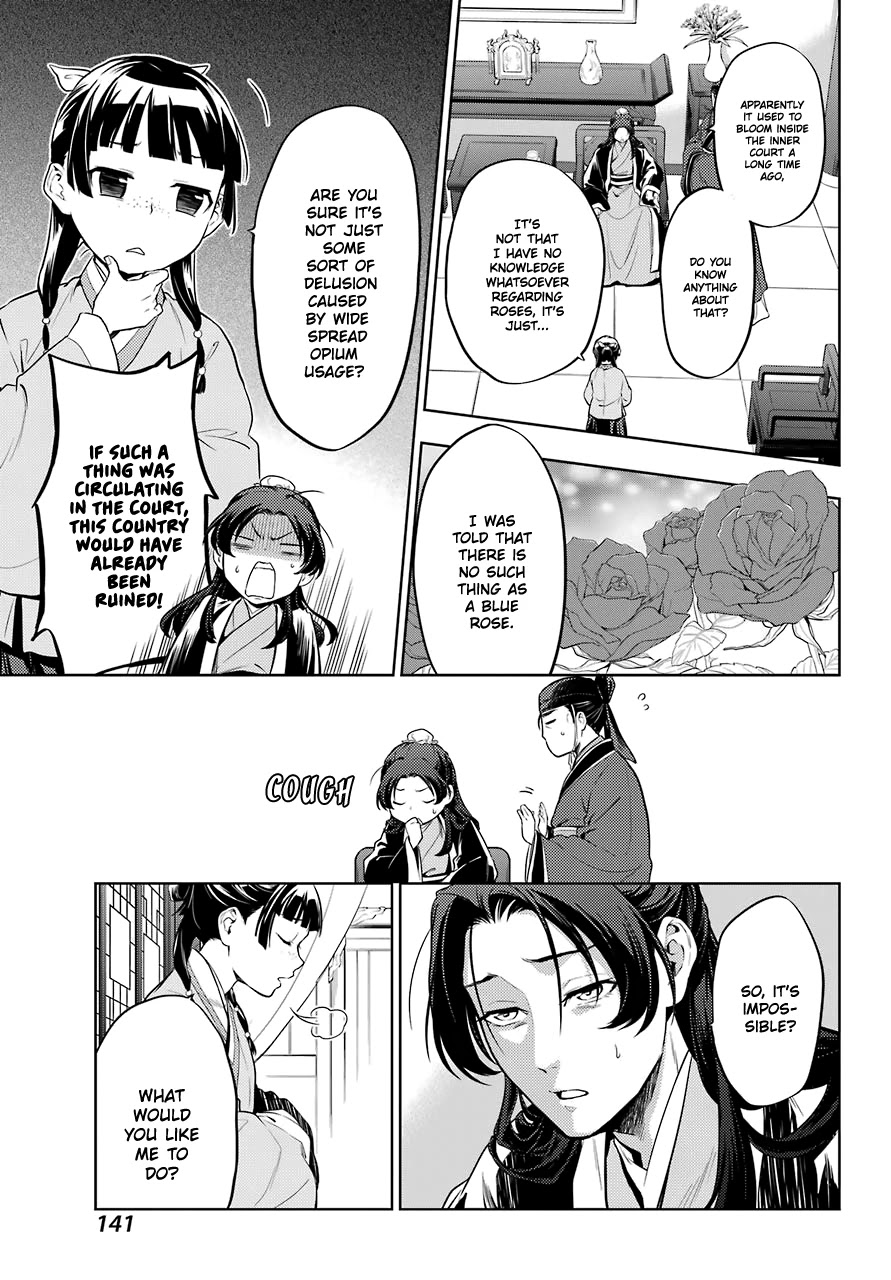 APPARENTLY
IT USED TO
BLOOM INSIDE
THE INNER
COURT A
LONG TIME
AGO,
DO YOU
KNOW
ANYTHING
ABOUT
THAT?
IT'S
NOT THAT
I HAVE NO
KNOWLEDGE
WHATSOEVER
REGARDING
ROSES, IT'S
JUST...
I WAS
TOLD THAT
THERE IS
NO SUCH
THING AS
A BLUE
ROSE.
ARE YOU
SURE IT'S
NOT JUST
SOME
SORT OF
DELUSION
CAUSED
BY WIDE
SPREAD
OPIUM
USAGE?
IF SUCH A
THING WAS
CIRCULATING
IN THE COURT,
THIS COUNTRY
WOULD HAVE
ALREADY
BEEN
RUINED!
COUGH
SO, IT'S
IMPOS-
SIBLE?
WHAT
WOULD
YOU LIKE
ME TO
DO?
141